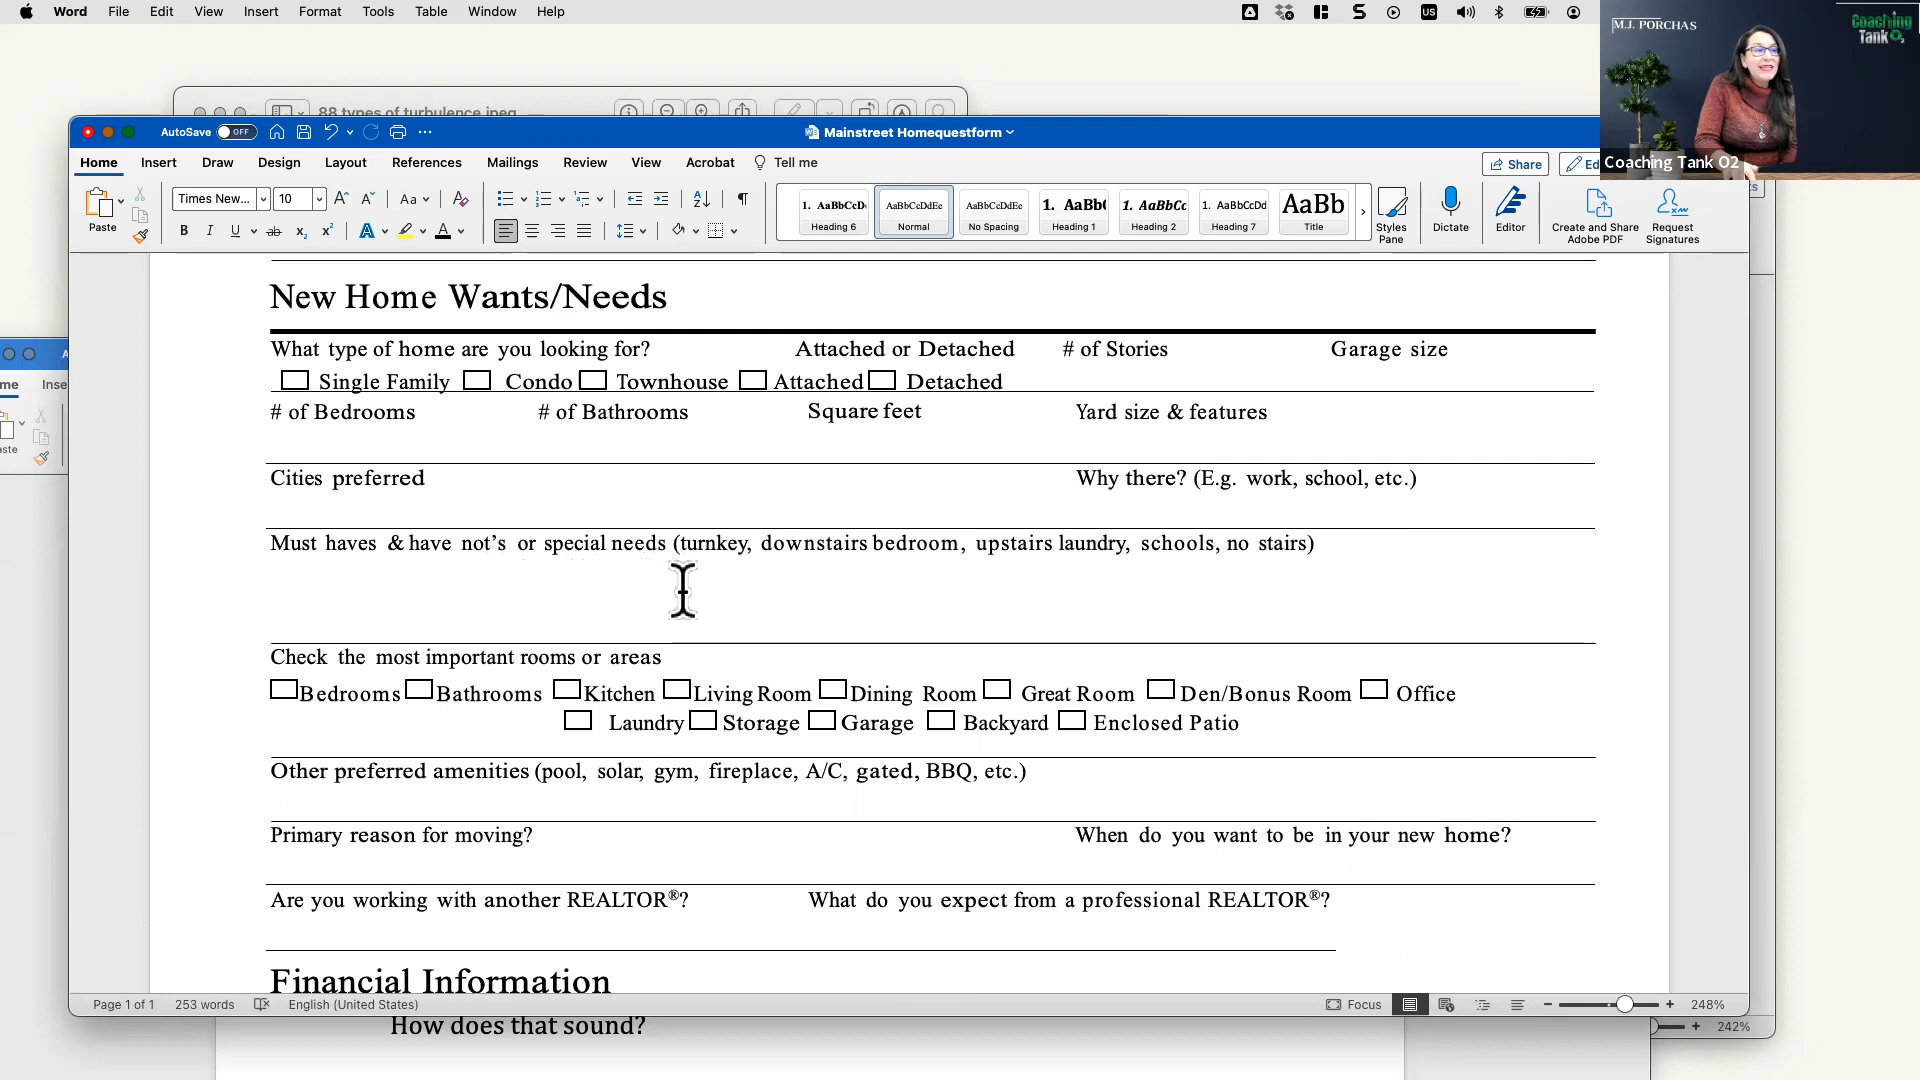 Word File Edit View Insert Format Tools Table Window Help
US
M.J. PORCHAS
Coaching
Tank O2
88 types of turbulence.jpeg
AutoSave OFF
Mainstreet Homequestform
Home Insert Draw Design Layout References Mailings Review View Acrobat Tell me
Share
Coaching Tank O2
Times New... 10
Paste
AaBbCcDdEe Normal
AaBbCcDdEe No Spacing
1. AaBbC Heading 1
2. AaBbCcDd Heading 7
AaBb Title
Styles Pane
Dictate
Editor
Create and Share Adobe PDF
Request Signatures
New Home Wants/Needs
What type of home are you looking for? Attached or Detached # of Stories Garage size
Single Family Condo Townhouse Attached Detached
# of Bedrooms # of Bathrooms Square feet Yard size & features
Cities preferred Why there? (E.g. work, school, etc.)
Must haves & have not's or special needs (turnkey, downstairs bedroom, upstairs laundry, schools, no stairs)
Check the most important rooms or areas
Bedrooms Bathrooms Kitchen Living Room Dining Room Great Room Den/Bonus Room Office
Laundry Storage Garage Backyard Enclosed Patio
Other preferred amenities (pool, solar, gym, fireplace, A/C, gated, BBQ, etc.)
Primary reason for moving? When do you want to be in your new home?
Are you working with another REALTOR®? What do you expect from a professional REALTOR®?
Financial Information
Page 1 of 1 253 words English (United States) Focus 248%
How does that sound?
242%